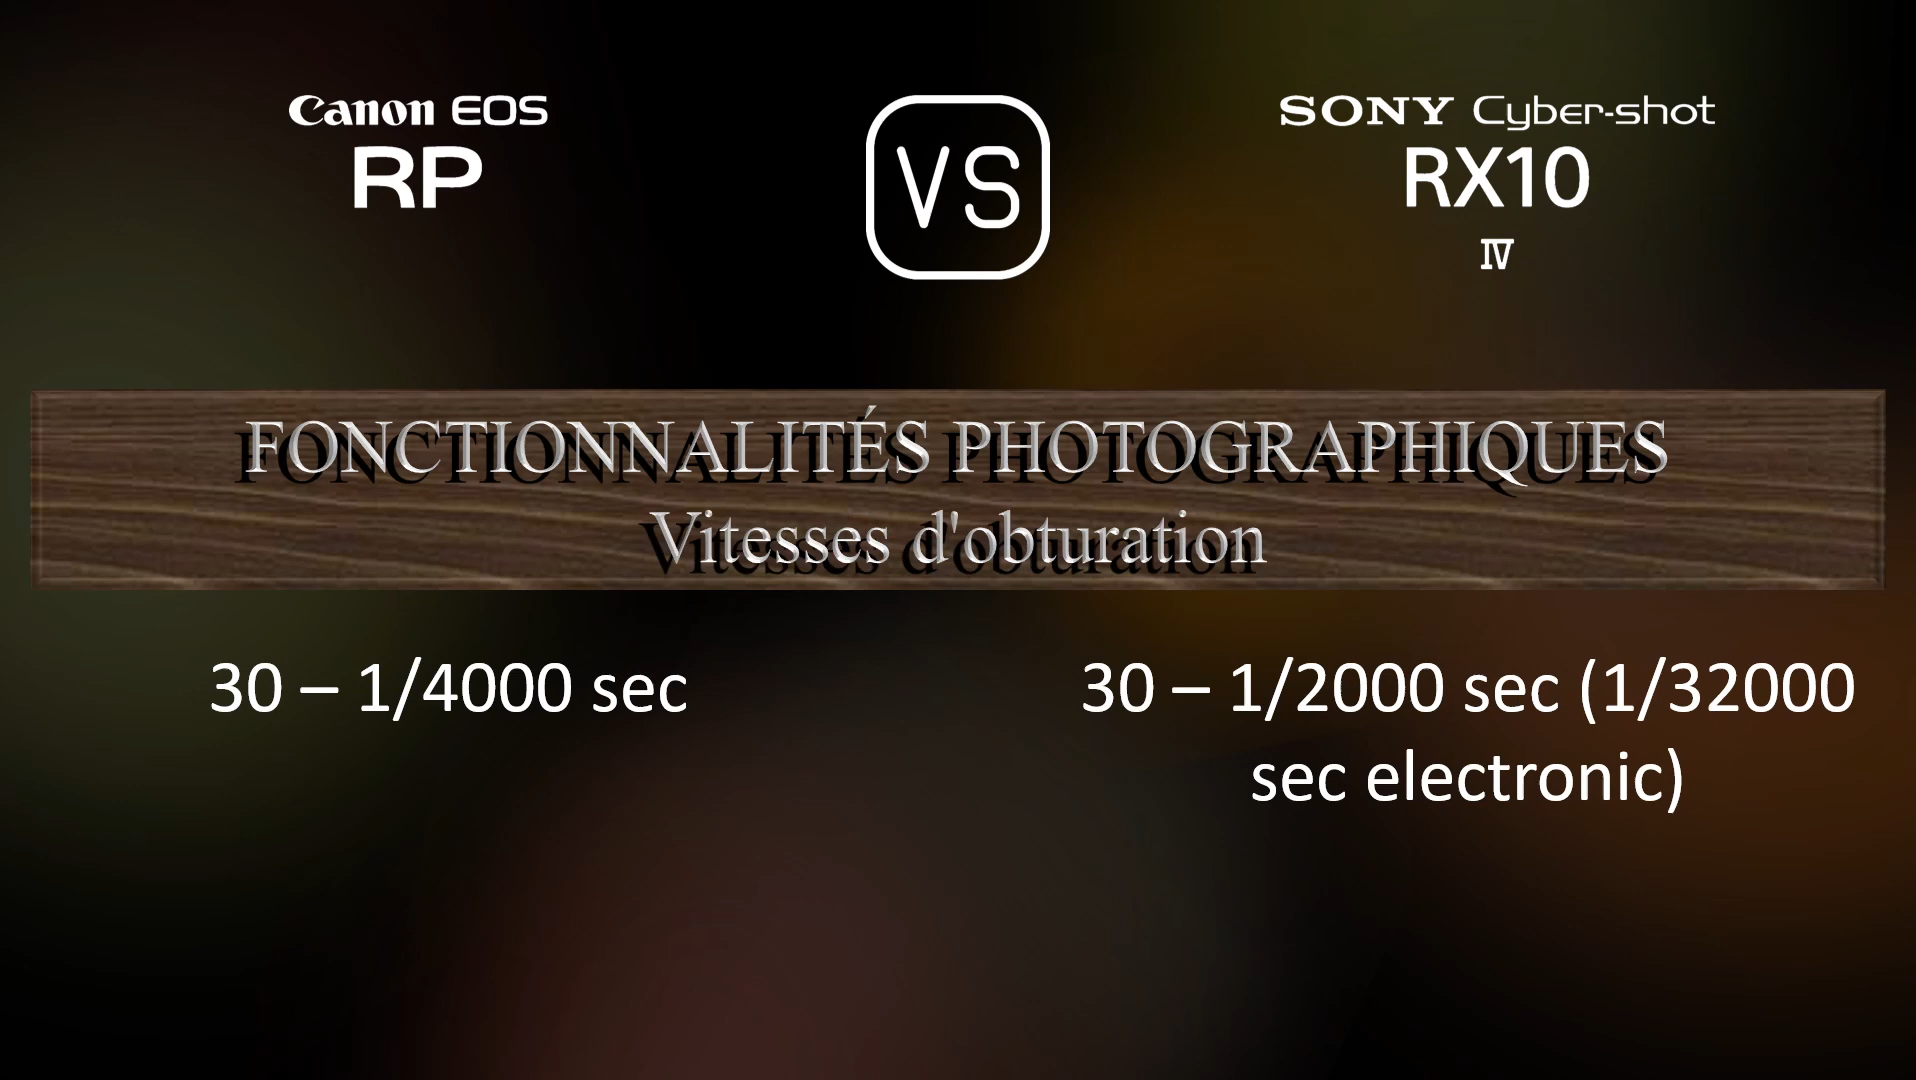 Canon EOS
RP
VS
SONY Cyber-shot
RX10
IV
FONCTIONNALITÉS PHOTOGRAPHIQUES
Vitesses d'obturation
30 – 1/4000 sec
30 – 1/2000 sec (1/32000
sec electronic)